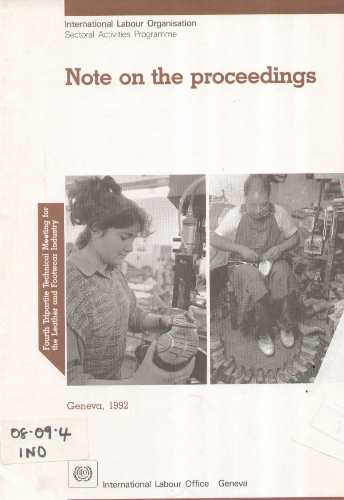 International Labour Organisation
Sectoral Activities Programme
Note on the proceedings
Fourth Tripartite Technical Meeting for
the Leather and Footwear Industry
Geneva, 1992
08-09.4
IND
International Labour Office Geneva